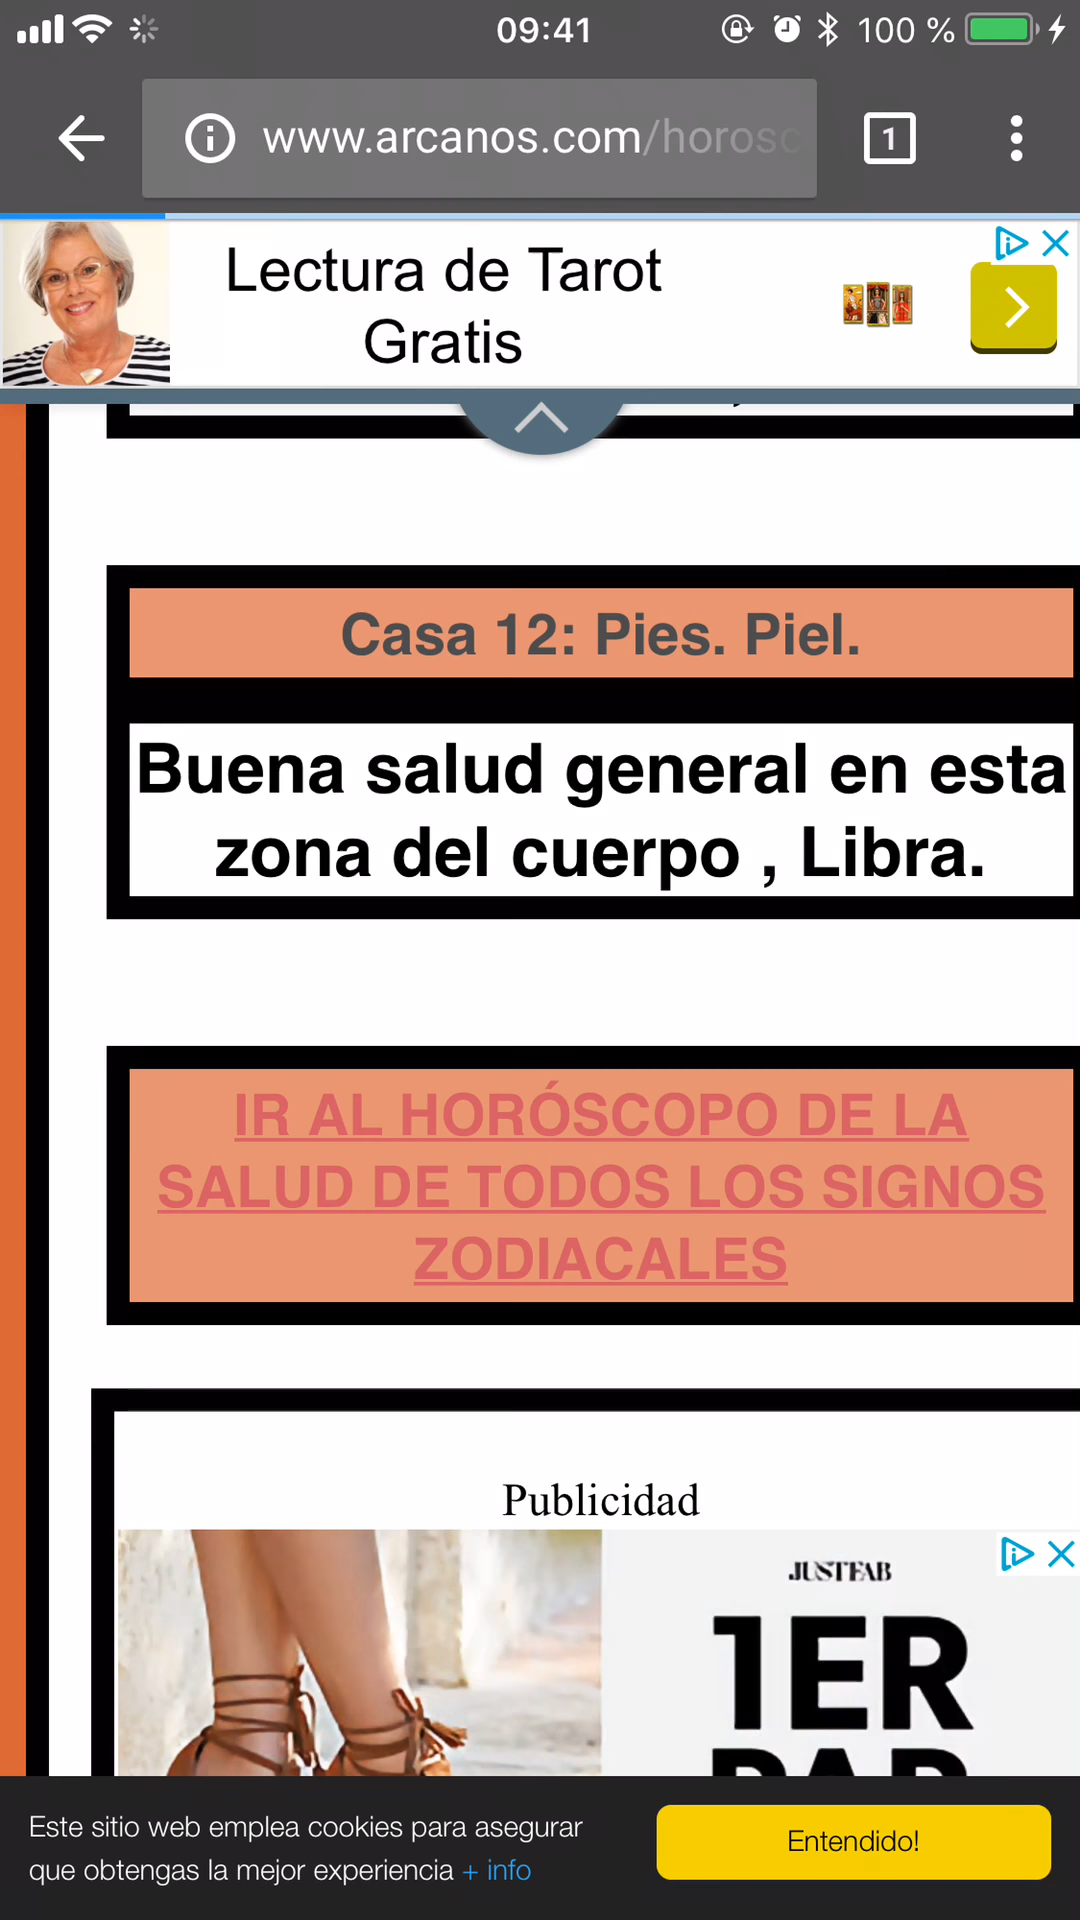 09:41
100 %
www.arcanos.com/horosc
1
Lectura de Tarot
Gratis
Casa 12: Pies. Piel.
Buena salud general en esta
zona del cuerpo , Libra.
IR AL HORÓSCOPO DE LA
SALUD DE TODOS LOS SIGNOS
ZODIACALES
Publicidad
JUSTFAB
1ER
PAR
Este sitio web emplea cookies para asegurar
que obtengas la mejor experiencia + info
Entendido!